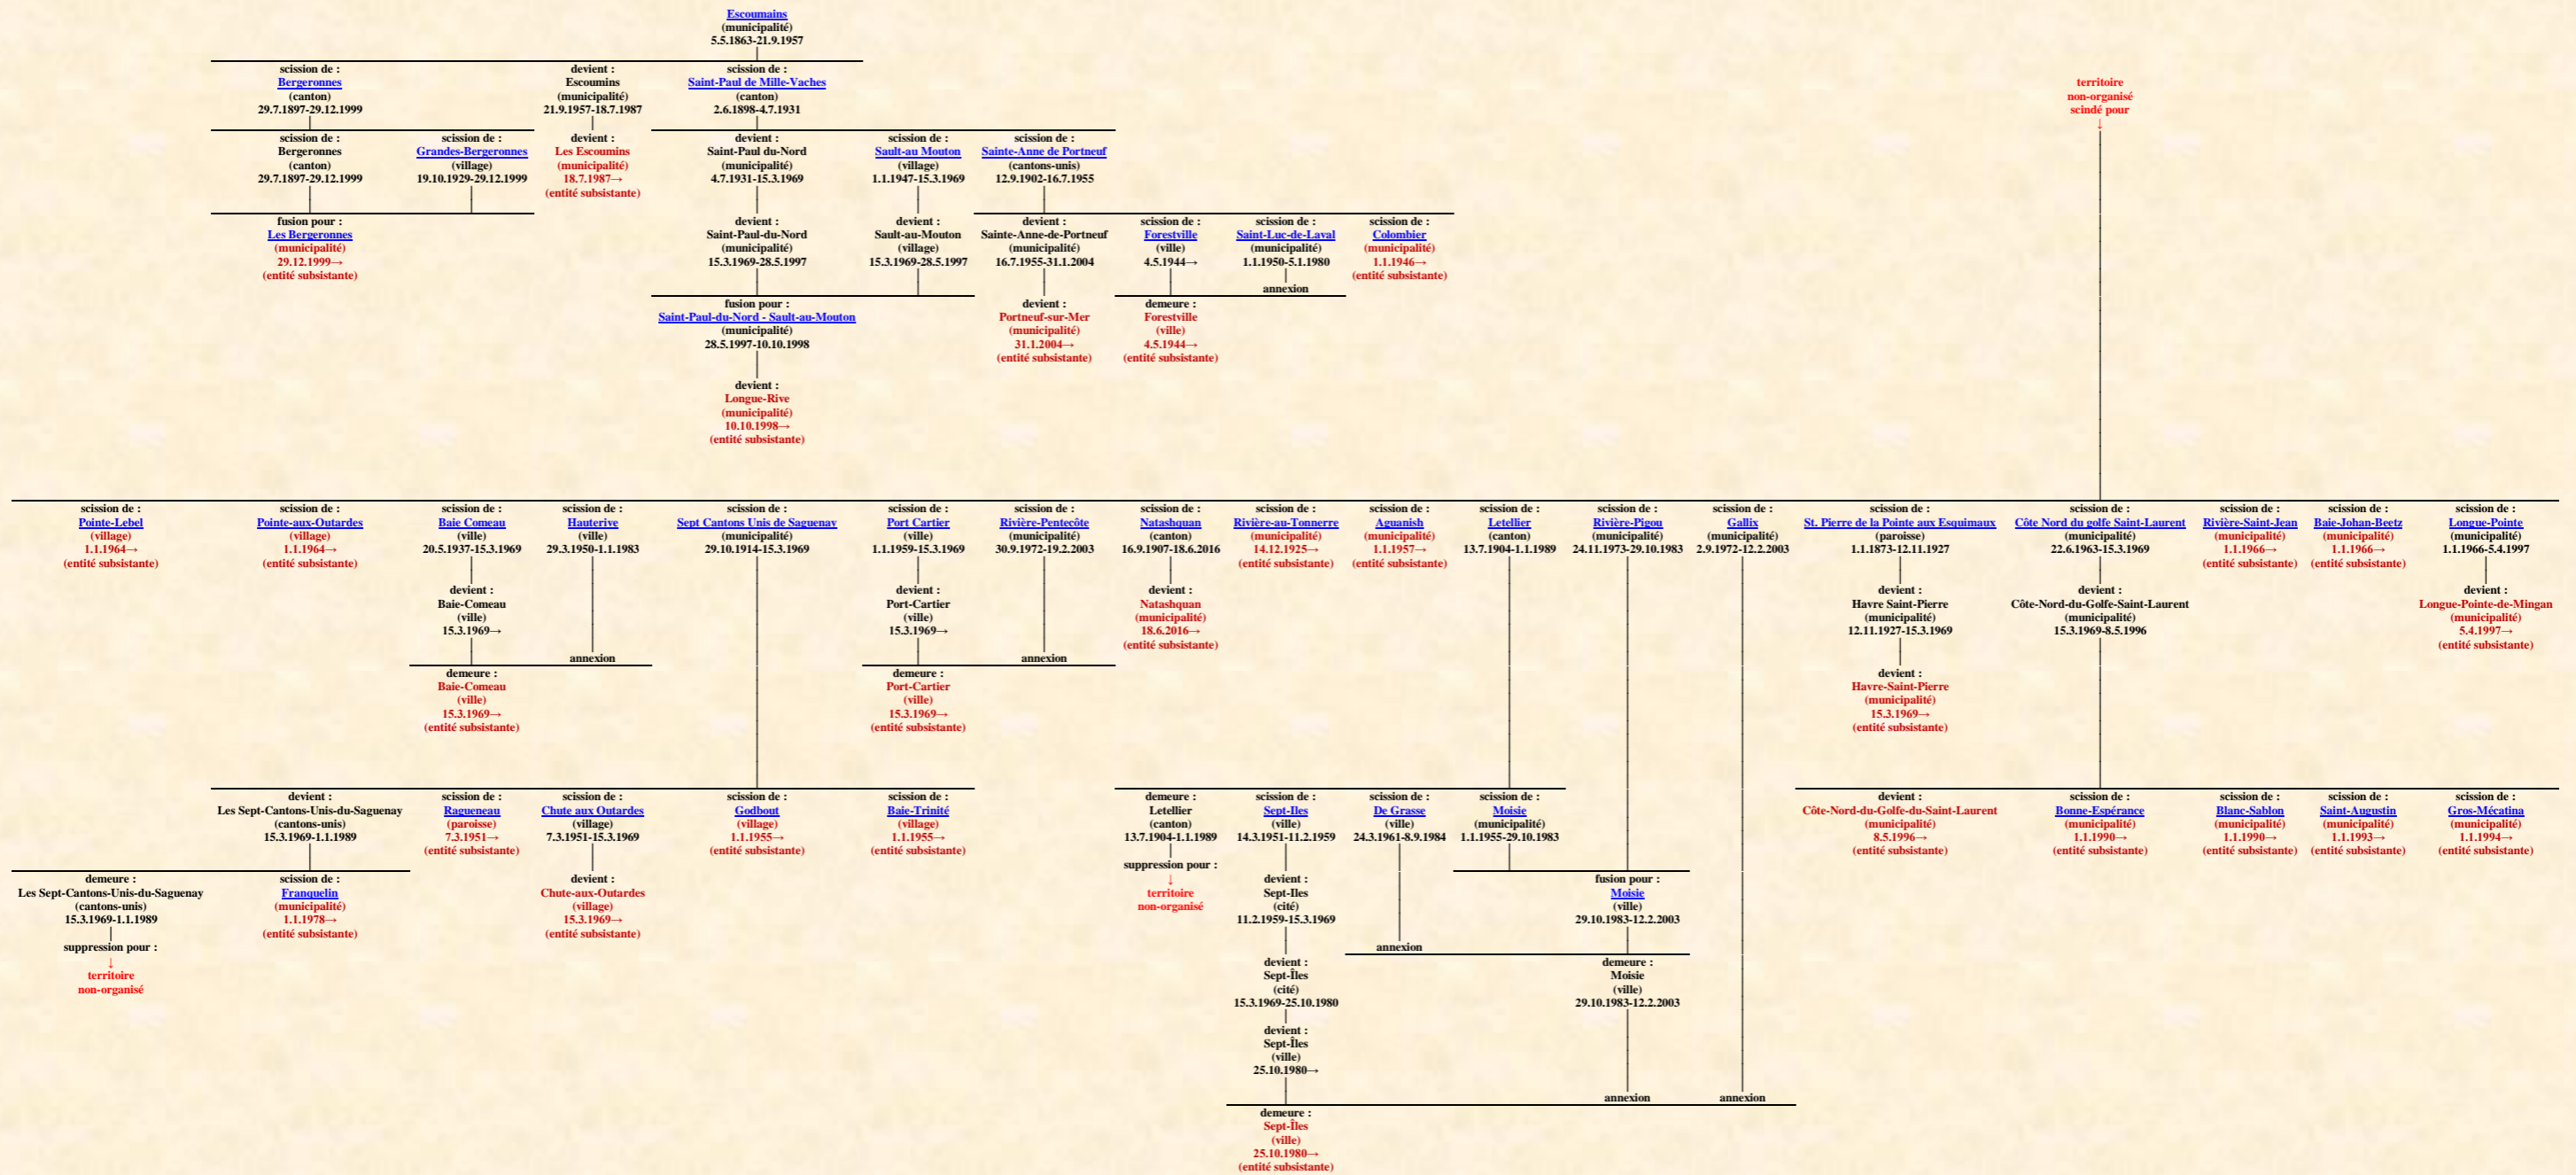 Escoumains
(municipalité)
5.5.1863-21.9.1957
scission de :
Bergeronnes
(canton)
29.7.1897-29.12.1999
devient :
Escoumins
(municipalité)
21.9.1957-18.7.1987
scission de :
Saint-Paul de Mille-Vaches
(canton)
2.6.1898-4.7.1931
territoire
non-organisé
scindé pour
↓
scission de :
Bergeronnes
(canton)
29.7.1897-29.12.1999
scission de :
Grandes-Bergeronnes
(village)
19.10.1929-29.12.1999
devient :
Les Escoumins
(municipalité)
18.7.1987→
(entité subsistante)
devient :
Saint-Paul du-Nord
(municipalité)
4.7.1931-15.3.1969
scission de :
Sault-au Mouton
(village)
1.1.1947-15.3.1969
scission de :
Sainte-Anne de Portneuf
(cantons-unis)
12.9.1902-16.7.1955
fusion pour :
Les Bergeronnes
(municipalité)
29.12.1999→
(entité subsistante)
devient :
Saint-Paul-du-Nord
(municipalité)
15.3.1969-28.5.1997
devient :
Sault-au-Mouton
(village)
15.3.1969-28.5.1997
devient :
Sainte-Anne-de-Portneuf
(municipalité)
16.7.1955-31.1.2004
scission de :
Forestville
(ville)
4.5.1944→
scission de :
Saint-Luc-de-Laval
(municipalité)
1.1.1950-5.1.1980
annexion
scission de :
Colombier
(municipalité)
1.1.1946→
(entité subsistante)
fusion pour :
Saint-Paul-du-Nord - Sault-au-Mouton
(municipalité)
28.5.1997-10.10.1998
devient :
Portneuf-sur-Mer
(municipalité)
31.1.2004→
(entité subsistante)
demeure :
Forestville
(ville)
4.5.1944→
(entité subsistante)
devient :
Longue-Rive
(municipalité)
10.10.1998→
(entité subsistante)
scission de :
Pointe-Lebel
(village)
1.1.1964→
(entité subsistante)
scission de :
Pointe-aux-Outardes
(village)
1.1.1964→
(entité subsistante)
scission de :
Baie Comeau
(ville)
20.5.1937-15.3.1969
scission de :
Hauterive
(ville)
29.3.1950-1.1.1983
scission de :
Sept Cantons Unis de Saguenay
(municipalité)
29.10.1914-15.3.1969
scission de :
Port Cartier
(ville)
1.1.1959-15.3.1969
scission de :
Rivière-Pentecôte
(municipalité)
30.9.1972-19.2.2003
scission de :
Natashquan
(canton)
16.9.1907-18.6.2016
scission de :
Rivière-au-Tonnerre
(municipalité)
14.12.1925→
(entité subsistante)
scission de :
Aguanish
(municipalité)
1.1.1957→
(entité subsistante)
scission de :
Letellier
(canton)
13.7.1904-1.1.1989
scission de :
Rivière-Pigou
(municipalité)
24.11.1973-29.10.1983
scission de :
Gallix
(municipalité)
2.9.1972-12.2.2003
scission de :
St. Pierre de la Pointe aux Esquimaux
(paroisse)
1.1.1873-12.11.1927
scission de :
Côte Nord du golfe Saint-Laurent
(municipalité)
22.6.1963-15.3.1969
scission de :
Rivière-Saint-Jean
(municipalité)
1.1.1966→
(entité subsistante)
scission de :
Baie-Johan-Beetz
(municipalité)
1.1.1966→
(entité subsistante)
scission de :
Longue-Pointe
(municipalité)
1.1.1966-5.4.1997
devient :
Baie-Comeau
(ville)
15.3.1969→
annexion
devient :
Port-Cartier
(ville)
15.3.1969→
annexion
devient :
Natashquan
(municipalité)
18.6.2016→
(entité subsistante)
devient :
Havre Saint-Pierre
(municipalité)
12.11.1927-15.3.1969
devient :
Côte-Nord-du-Golfe-Saint-Laurent
(municipalité)
15.3.1969-8.5.1996
devient :
Longue-Pointe-de-Mingan
(municipalité)
5.4.1997→
(entité subsistante)
demeure :
Baie-Comeau
(ville)
15.3.1969→
(entité subsistante)
demeure :
Port-Cartier
(ville)
15.3.1969→
(entité subsistante)
devient :
Havre-Saint-Pierre
(municipalité)
15.3.1969→
(entité subsistante)
devient :
Les Sept-Cantons-Unis-du-Saguenay
(cantons-unis)
15.3.1969-1.1.1989
scission de :
Ragueneau
(paroisse)
7.3.1951→
(entité subsistante)
scission de :
Chute aux Outardes
(village)
7.3.1951-15.3.1969
scission de :
Godbout
(village)
1.1.1955→
(entité subsistante)
scission de :
Baie-Trinité
(village)
1.1.1955→
(entité subsistante)
demeure :
Letellier
(canton)
13.7.1904-1.1.1989
suppression pour :
↓
territoire
non-organisé
scission de :
Sept-Iles
(ville)
14.3.1951-11.2.1959
scission de :
De Grasse
(ville)
24.3.1961-8.9.1984
scission de :
Moisie
(municipalité)
1.1.1955-29.10.1983
devient :
Côte-Nord-du-Golfe-du-Saint-Laurent
(municipalité)
8.5.1996→
(entité subsistante)
scission de :
Bonne-Espérance
(municipalité)
1.1.1990→
(entité subsistante)
scission de :
Blanc-Sablon
(municipalité)
1.1.1990→
(entité subsistante)
scission de :
Saint-Augustin
(municipalité)
1.1.1993→
(entité subsistante)
scission de :
Gros-Mécatina
(municipalité)
1.1.1994→
(entité subsistante)
demeure :
Les Sept-Cantons-Unis-du-Saguenay
(cantons-unis)
15.3.1969-1.1.1989
suppression pour :
↓
territoire
non-organisé
scission de :
Franquelin
(municipalité)
1.1.1978→
(entité subsistante)
devient :
Chute-aux-Outardes
(village)
15.3.1969→
(entité subsistante)
devient :
Sept-Iles
(cité)
11.2.1959-15.3.1969
annexion
fusion pour :
Moisie
(ville)
29.10.1983-12.2.2003
devient :
Sept-Îles
(cité)
15.3.1969-25.10.1980
demeure :
Moisie
(ville)
29.10.1983-12.2.2003
devient :
Sept-Îles
(ville)
25.10.1980→
annexion
annexion
demeure :
Sept-Îles
(ville)
25.10.1980→
(entité subsistante)